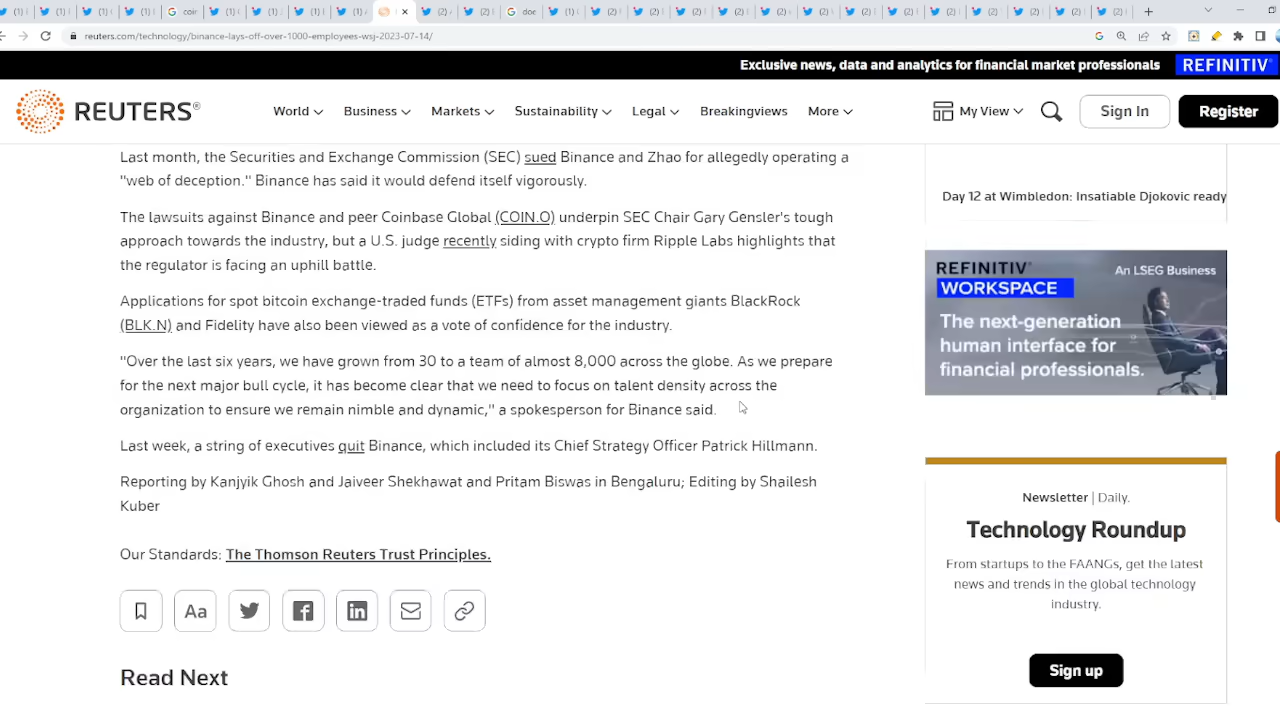 reuters.com/technology/binance-lays-off-over-1000-employees-wsj-2023-07-14/
Exclusive news, data and analytics for financial market professionals REFINITIV
REUTERS®
World Business Markets Sustainability Legal Breakingviews More My View Sign In Register
Last month, the Securities and Exchange Commission (SEC) sued Binance and Zhao for allegedly operating a
"web of deception." Binance has said it would defend itself vigorously.
The lawsuits against Binance and peer Coinbase Global (COIN.O) underpin SEC Chair Gary Gensler's tough
approach towards the industry, but a U.S. judge recently siding with crypto firm Ripple Labs highlights that
the regulator is facing an uphill battle.
Applications for spot bitcoin exchange-traded funds (ETFs) from asset management giants BlackRock
(BLK.N) and Fidelity have also been viewed as a vote of confidence for the industry.
"Over the last six years, we have grown from 30 to a team of almost 8,000 across the globe. As we prepare
for the next major bull cycle, it has become clear that we need to focus on talent density across the
organization to ensure we remain nimble and dynamic," a spokesperson for Binance said.
Last week, a string of executives quit Binance, which included its Chief Strategy Officer Patrick Hillmann.
Reporting by Kanjyik Ghosh and Jaiveer Shekhawat and Pritam Biswas in Bengaluru; Editing by Shailesh
Kuber
Our Standards: The Thomson Reuters Trust Principles.
Aa
Read Next
Day 12 at Wimbledon: Insatiable Djokovic ready
REFINITIV An LSEG Business
WORKSPACE
The next-generation
human interface for
financial professionals.
Newsletter | Daily.
Technology Roundup
From startups to the FAANGs, get the latest
news and trends in the global technology
industry.
Sign up